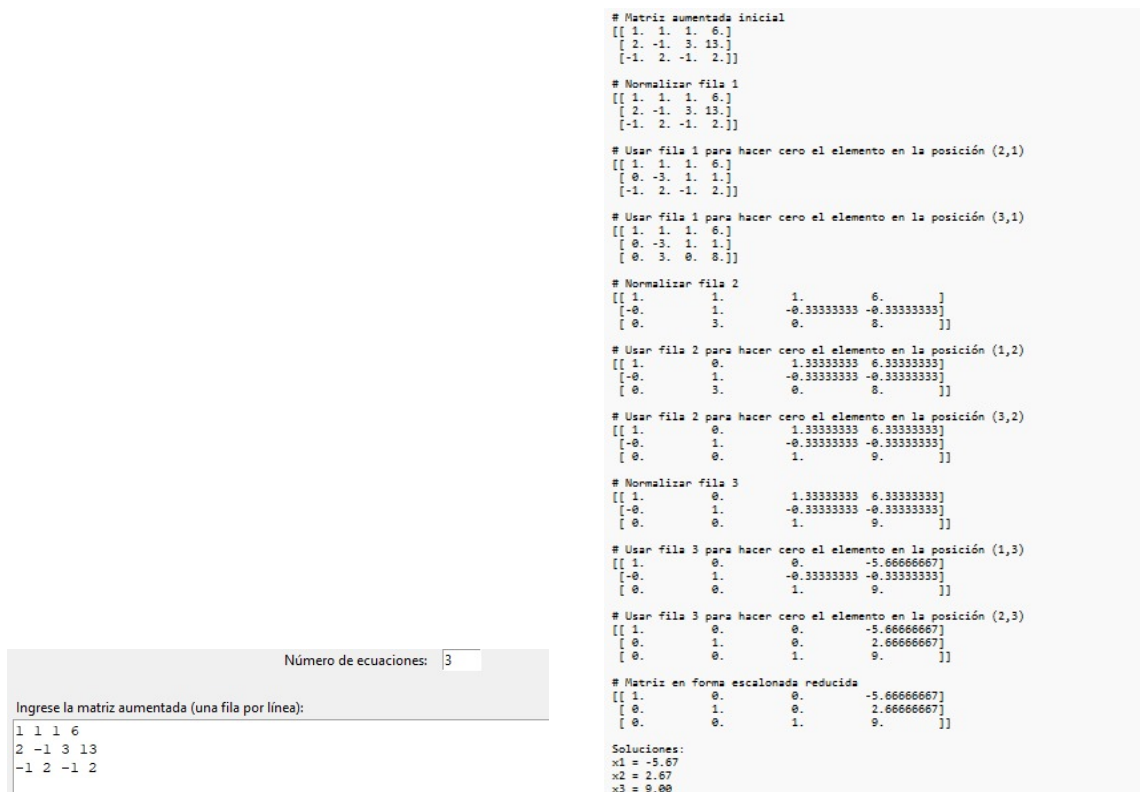 Número de ecuaciones: 3
Ingrese la matriz aumentada (una fila por línea):
1 1 1 6
2 -1 3 13
-1 2 -1 2
# Matriz aumentada inicial
[[ 1.  1.  1.  6.]
 [ 2. -1.  3. 13.]
 [-1.  2. -1.  2.]]
# Normalizar fila 1
[[ 1.  1.  1.  6.]
 [ 2. -1.  3. 13.]
 [-1.  2. -1.  2.]]
# Usar fila 1 para hacer cero el elemento en la posición (2,1)
[[ 1.  1.  1.  6.]
 [ 0. -3.  1.  1.]
 [-1.  2. -1.  2.]]
# Usar fila 1 para hacer cero el elemento en la posición (3,1)
[[ 1.  1.  1.  6.]
 [ 0. -3.  1.  1.]
 [ 0.  3.  0.  8.]]
# Normalizar fila 2
[[ 1.          1.          1.          6.        ]
 [-0.          1.         -0.33333333 -0.33333333]
 [ 0.          3.          0.          8.        ]]
# Usar fila 2 para hacer cero el elemento en la posición (1,2)
[[ 1.          0.          1.33333333  6.33333333]
 [-0.          1.         -0.33333333 -0.33333333]
 [ 0.          3.          0.          8.        ]]
# Usar fila 2 para hacer cero el elemento en la posición (3,2)
[[ 1.          0.          1.33333333  6.33333333]
 [-0.          1.         -0.33333333 -0.33333333]
 [ 0.          0.          1.          9.        ]]
# Normalizar fila 3
[[ 1.          0.          1.33333333  6.33333333]
 [-0.          1.         -0.33333333 -0.33333333]
 [ 0.          0.          1.          9.        ]]
# Usar fila 3 para hacer cero el elemento en la posición (1,3)
[[ 1.          0.          0.         -5.66666667]
 [-0.          1.         -0.33333333 -0.33333333]
 [ 0.          0.          1.          9.        ]]
# Usar fila 3 para hacer cero el elemento en la posición (2,3)
[[ 1.          0.          0.         -5.66666667]
 [ 0.          1.          0.          2.66666667]
 [ 0.          0.          1.          9.        ]]
# Matriz en forma escalonada reducida
[[ 1.          0.          0.         -5.66666667]
 [ 0.          1.          0.          2.66666667]
 [ 0.          0.          1.          9.        ]]
Soluciones:
x1 = -5.67
x2 = 2.67
x3 = 9.00